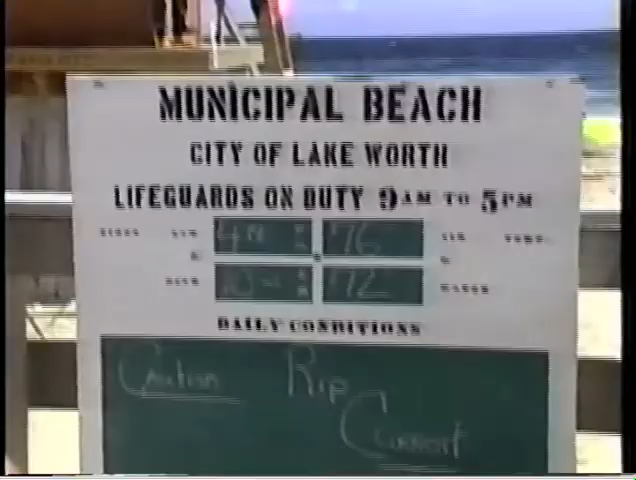 MUNICIPAL BEACH
CITY OF LAKE WORTH
LIFEGUARDS ON DUTY 9AM TO 5PM
76
72
DAILY CONDITIONS
Caution Rip
Current